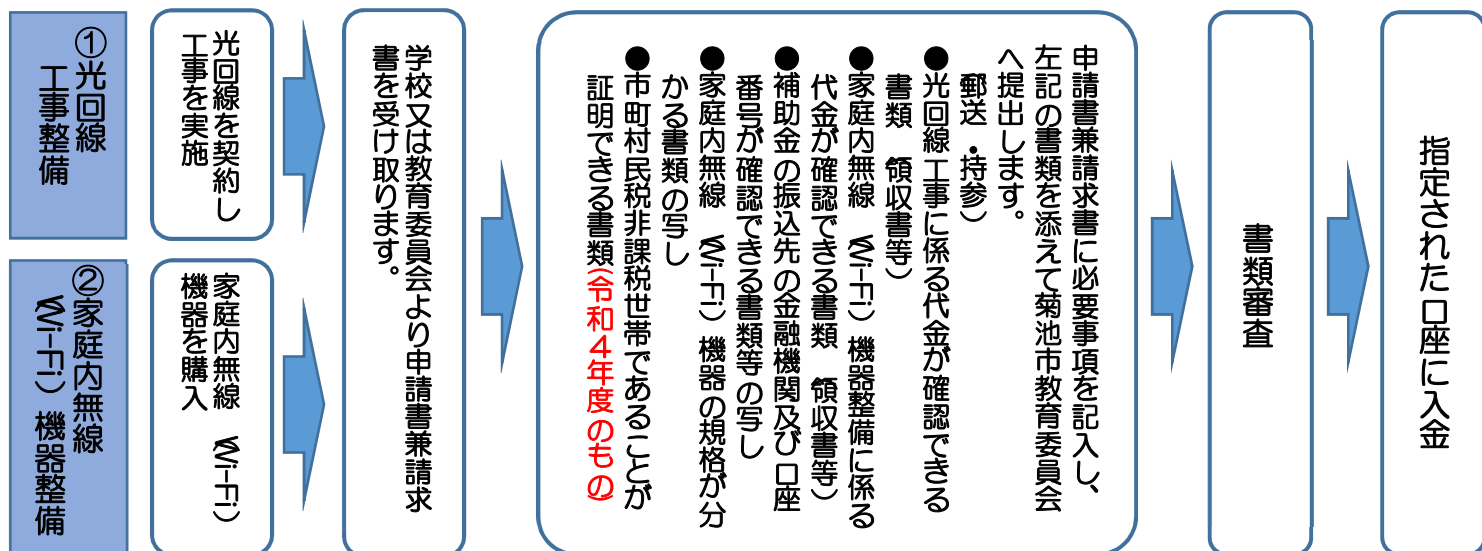 ①光回線
工事整備
光回線を契約し
工事を実施
②家庭内無線
Wi-Fi）機器整備
家庭内無線　Wi-Fi）
機器を購入
学校又は教育委員会より申請書兼請求
書を受け取ります。
申請書兼請求書に必要事項を記入し、
左記の書類を添えて菊池市教育委員会
へ提出します。
郵送・持参）
●光回線工事に係る代金が確認できる
書類　領収書等）
●家庭内無線　Wi-Fi）機器整備に係る
代金が確認できる書類　領収書等）
●補助金の振込先の金融機関及び口座
番号が確認できる書類等の写し
●家庭内無線　Wi-Fi）機器の規格が分
かる書類の写し
●市町村民税非課税世帯であることが
証明できる書類(令和４年度のもの)
書類審査
指定された口座に入金